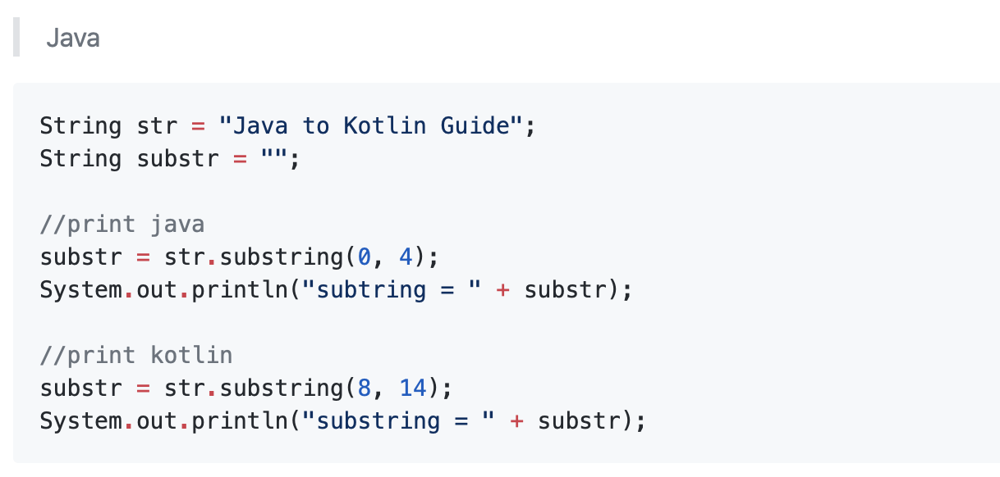 Java
String str = "Java to Kotlin Guide";
String substr = "";
//print java
substr = str.substring(0, 4);
System.out.println("subtring = " + substr);
//print kotlin
substr = str.substring(8, 14);
System.out.println("substring = " + substr);